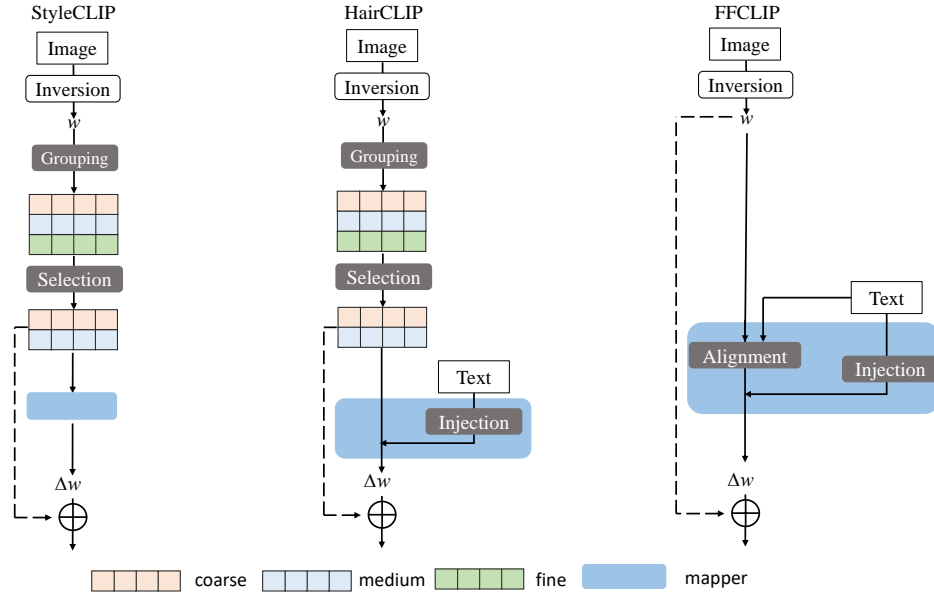 StyleCLIP
Image
Inversion
w
Grouping
Selection
Δw
HairCLIP
Image
Inversion
w
Grouping
Selection
Text
Injection
Δw
FFCLIP
Image
Inversion
w
Text
Alignment
Injection
Δw
coarse
medium
fine
mapper